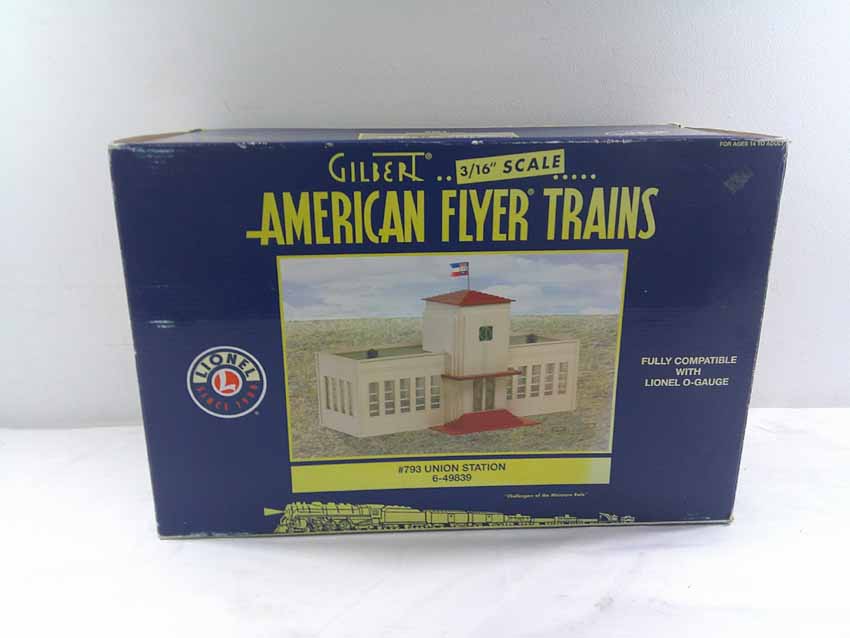 FOR AGES 14 TO ADULT
GILBERT® .. 3/16" SCALE .....
AMERICAN FLYER® TRAINS
LIONEL
L
SINCE 1900
®
FULLY COMPATIBLE
WITH
LIONEL O-GAUGE
#793 UNION STATION
6-49839
"Challengers of the Miniature Rails"